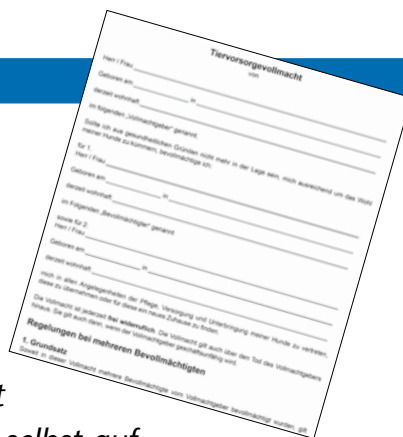 Tiervorsorgevollmacht
von
Herr / Frau
Geboren am in
derzeit wohnhaft
im folgenden „Vollmachtgeber“ genannt.
Sollte ich aus gesundheitlichen Gründen nicht mehr in der Lage sein, mich ausreichend um das Wohl
meiner Hunde zu kümmern, bevollmächtige ich:
für 1.
Herr / Frau
Geboren am in
derzeit wohnhaft
im Folgenden „Bevollmächtigter“ genannt
sowie für 2.
Herr / Frau
Geboren am in
derzeit wohnhaft
mich in allen Angelegenheiten der Pflege, Versorgung und Unterbringung meiner Hunde zu vertreten,
diese zu übernehmen oder für diese ein neues Zuhause zu finden.
Die Vollmacht ist jederzeit frei widerruflich. Die Vollmacht gilt auch über den Tod des Vollmachtgebers
hinaus. Sie gilt auch dann, wenn der Vollmachtgeber geschäftsunfähig wird.
Regelungen bei mehreren Bevollmächtigten
1. Grundsatz
Soweit in dieser Vollmacht mehrere Bevollmächtigte vom Vollmachtgeber bevollmächtigt wurden, gilt
t
selbst auf